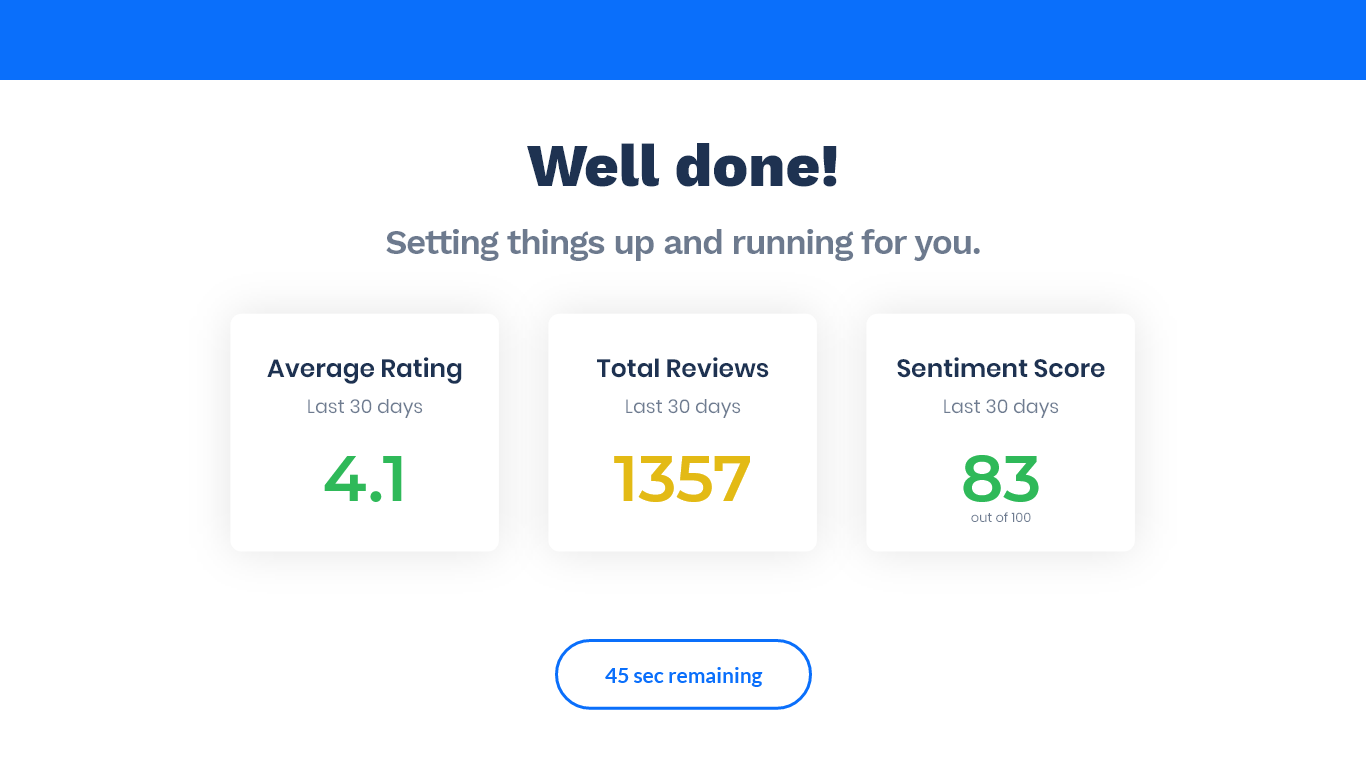 Well done!
Setting things up and running for you.
Average Rating
Last 30 days
4.1
Total Reviews
Last 30 days
1357
Sentiment Score
Last 30 days
83
out of 100
45 sec remaining